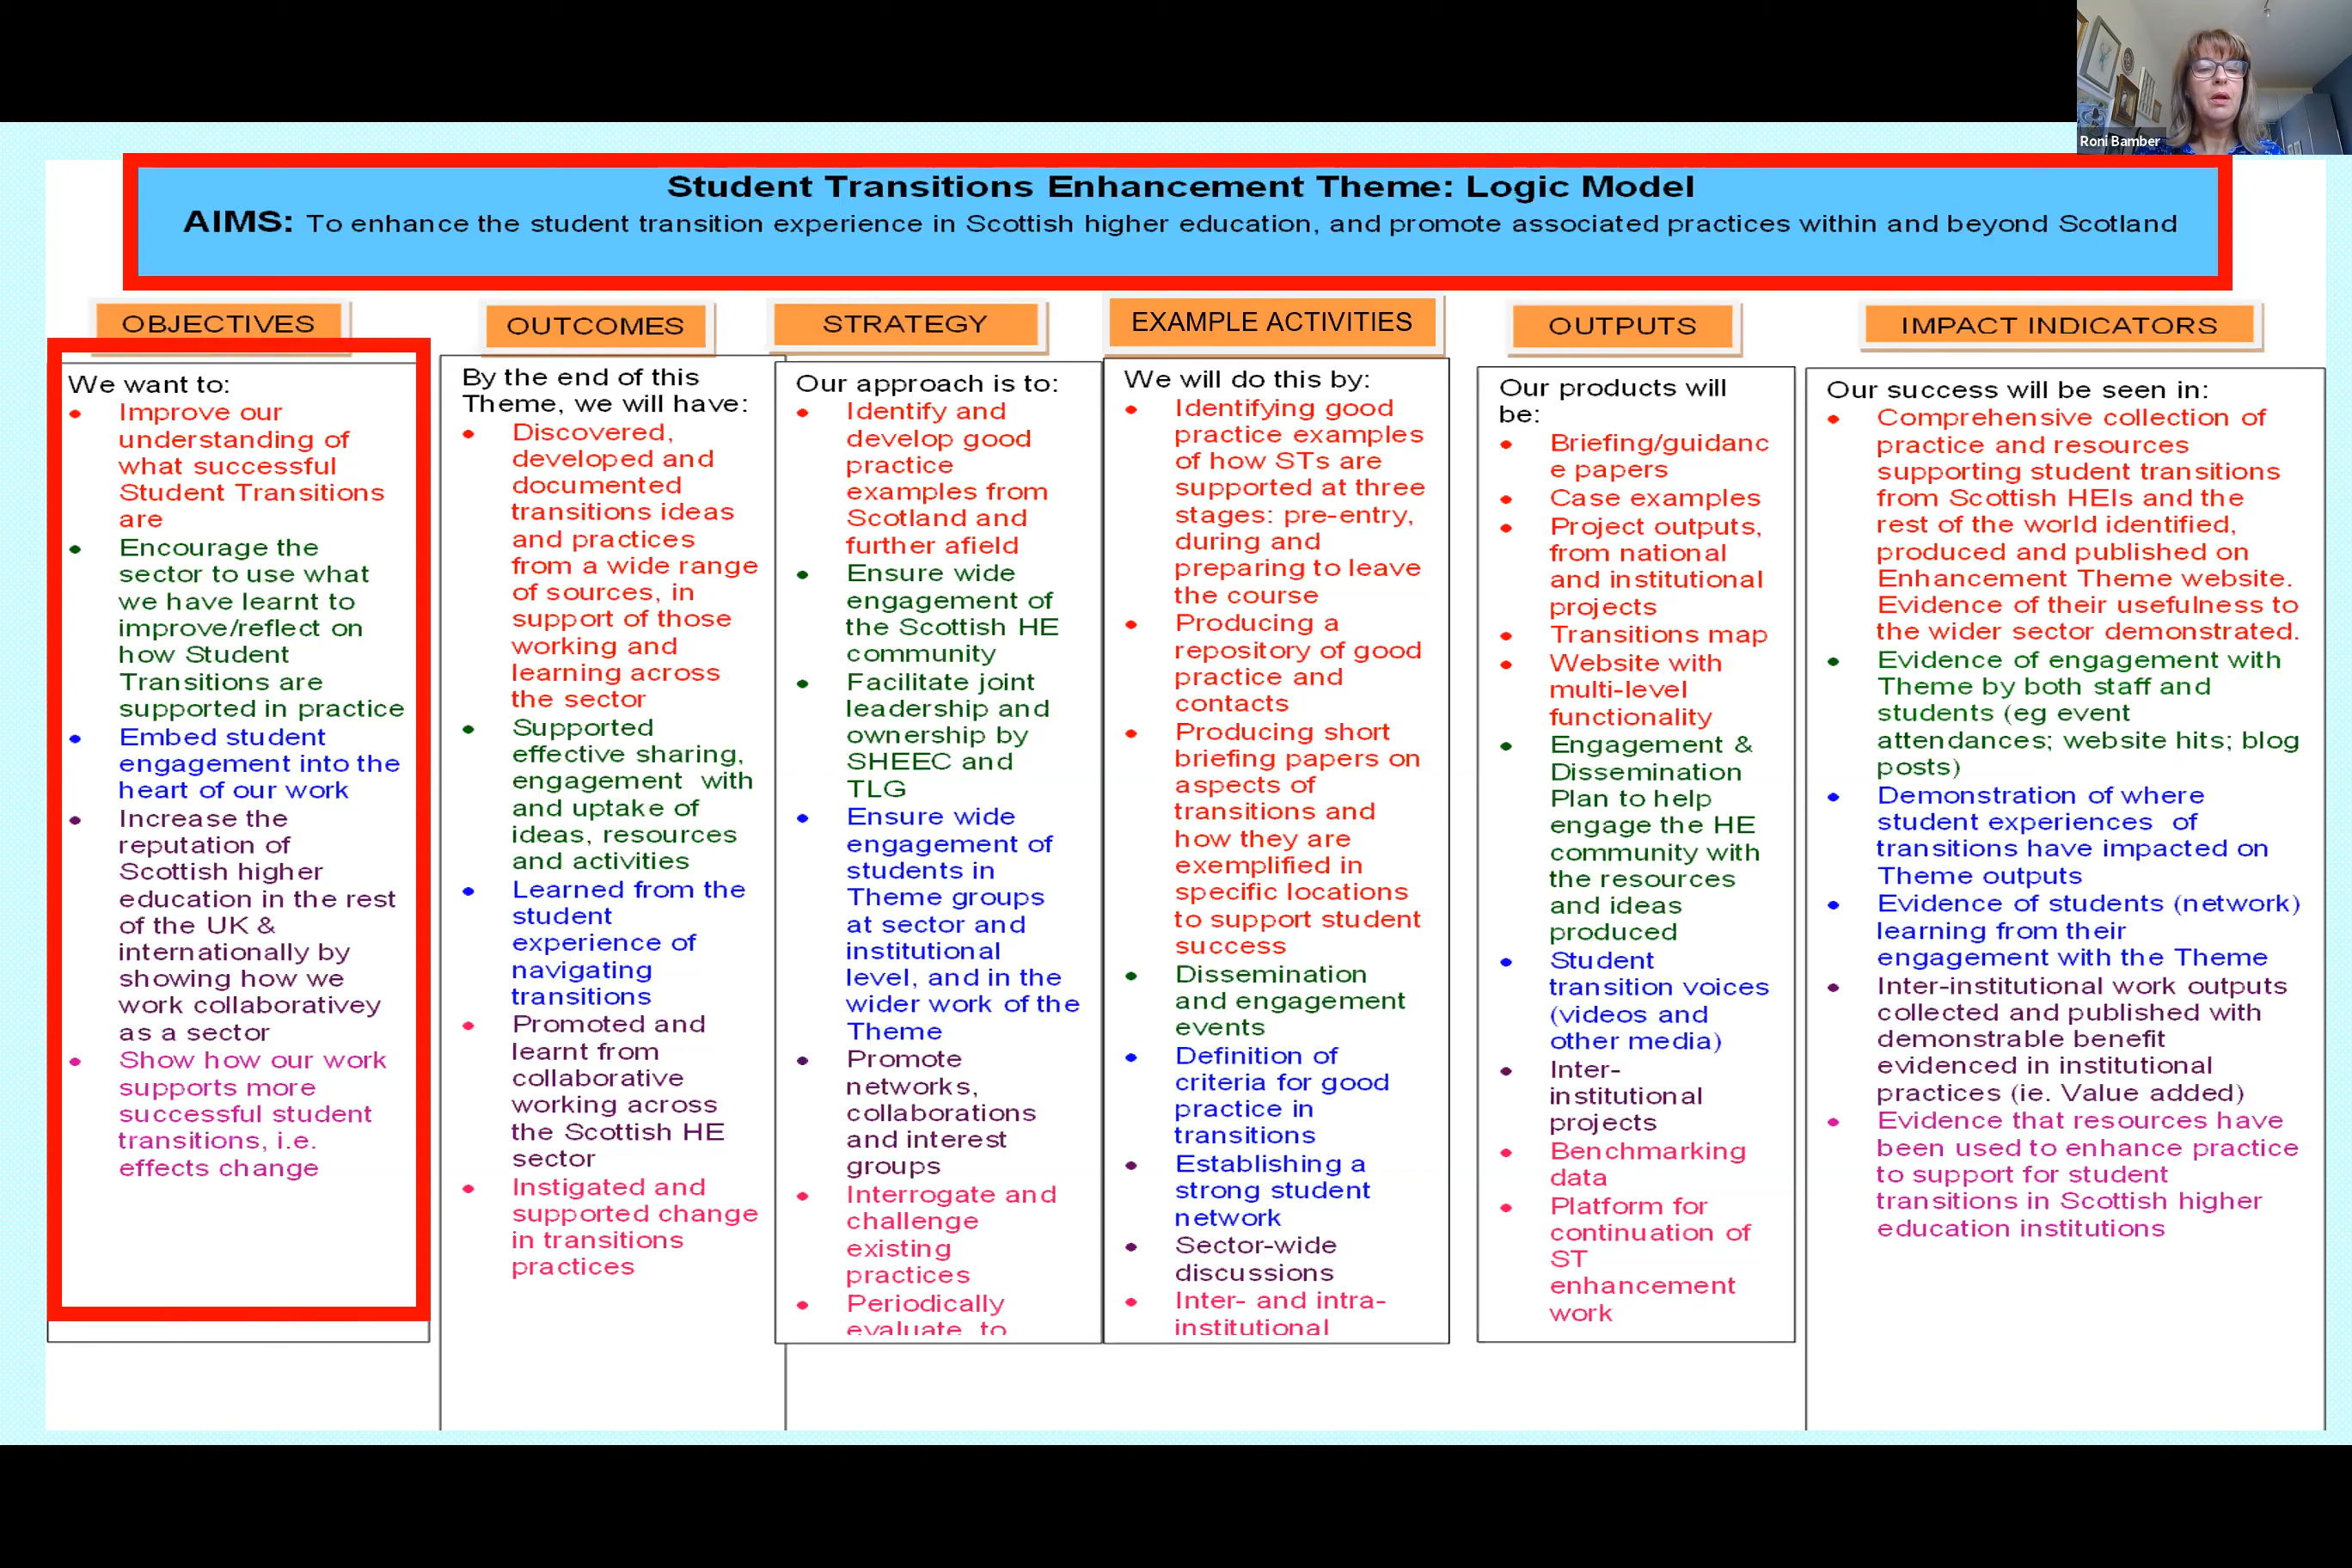 Roni Bamber
Student Transitions Enhancement Theme: Logic Model
AIMS: To enhance the student transition experience in Scottish higher education, and promote associated practices within and beyond Scotland
OBJECTIVES
We want to:
• Improve our
understanding of
what successful
Student Transitions
are
• Encourage the
sector to use what
we have learnt to
improve/reflect on
how Student
Transitions are
supported in practice
• Embed student
engagement into the
heart of our work
• Increase the
reputation of
Scottish higher
education in the rest
of the UK &
internationally by
showing how we
work collaborativey
as a sector
• Show how our work
supports more
successful student
transitions, i.e.
effects change
OUTCOMES
By the end of this
Theme, we will have:
• Discovered,
developed and
documented
transitions ideas
and practices
from a wide range
of sources, in
support of those
working and
learning across
the sector
• Supported
effective sharing,
engagement with
and uptake of
ideas, resources
and activities
• Learned from the
student
experience of
navigating
transitions
• Promoted and
learnt from
collaborative
working across
the Scottish HE
sector
• Instigated and
supported change
in transitions
practices
STRATEGY
Our approach is to:
• Identify and
develop good
practice
examples from
Scotland and
further afield
• Ensure wide
engagement of
the Scottish HE
community
• Facilitate joint
leadership and
ownership by
SHEEC and
TLG
• Ensure wide
engagement of
students in
Theme groups
at sector and
institutional
level, and in the
wider work of the
Theme
• Promote
networks,
collaborations
and interest
groups
• Interrogate and
challenge
existing
practices
• Periodically
evaluate, to
EXAMPLE ACTIVITIES
We will do this by:
• Identifying good
practice examples
of how STs are
supported at three
stages: pre-entry,
during and
preparing to leave
the course
• Producing a
repository of good
practice and
contacts
• Producing short
briefing papers on
aspects of
transitions and
how they are
exemplified in
specific locations
to support student
success
• Dissemination
and engagement
events
• Definition of
criteria for good
practice in
transitions
• Establishing a
strong student
network
• Sector-wide
discussions
• Inter- and intra-
institutional
OUTPUTS
Our products will
be:
• Briefing/guidanc
e papers
• Case examples
• Project outputs,
from national
and institutional
projects
• Transitions map
• Website with
multi-level
functionality
• Engagement &
Dissemination
Plan to help
engage the HE
community with
the resources
and ideas
produced
• Student
transition voices
(videos and
other media)
• Inter-
institutional
projects
• Benchmarking
data
• Platform for
continuation of
ST
enhancement
work
IMPACT INDICATORS
Our success will be seen in:
• Comprehensive collection of
practice and resources
supporting student transitions
from Scottish HEIs and the
rest of the world identified,
produced and published on
Enhancement Theme website.
Evidence of their usefulness to
the wider sector demonstrated.
• Evidence of engagement with
Theme by both staff and
students (eg event
attendances; website hits; blog
posts)
• Demonstration of where
student experiences of
transitions have impacted on
Theme outputs
• Evidence of students (network)
learning from their
engagement with the Theme
• Inter-institutional work outputs
collected and published with
demonstrable benefit
evidenced in institutional
practices (ie. Value added)
• Evidence that resources have
been used to enhance practice
to support for student
transitions in Scottish higher
education institutions